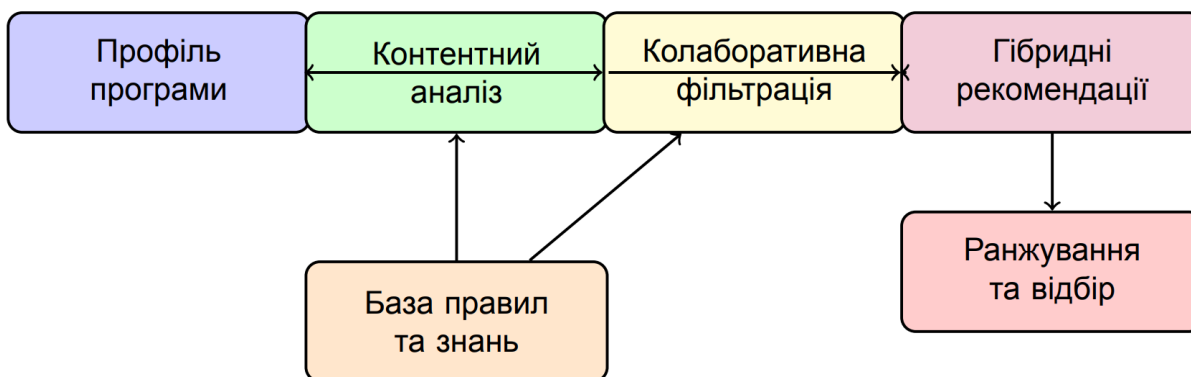 Профіль
програми
Контентний
аналіз
Колаборативна
фільтрація
Гібридні
рекомендації
База правил
та знань
Ранжування
та відбір